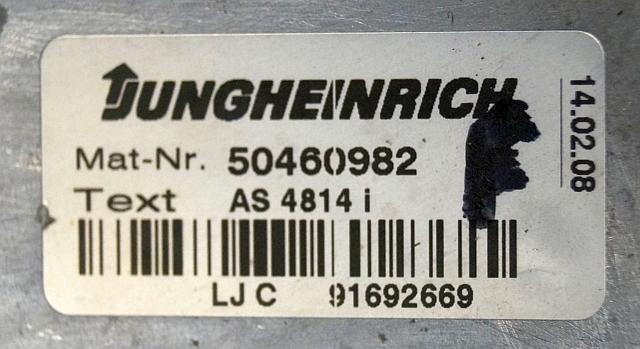 JUNGHEINRICH
Mat-Nr. 50460982
Text AS 4814 i
LJ C 91692669
14.02.08